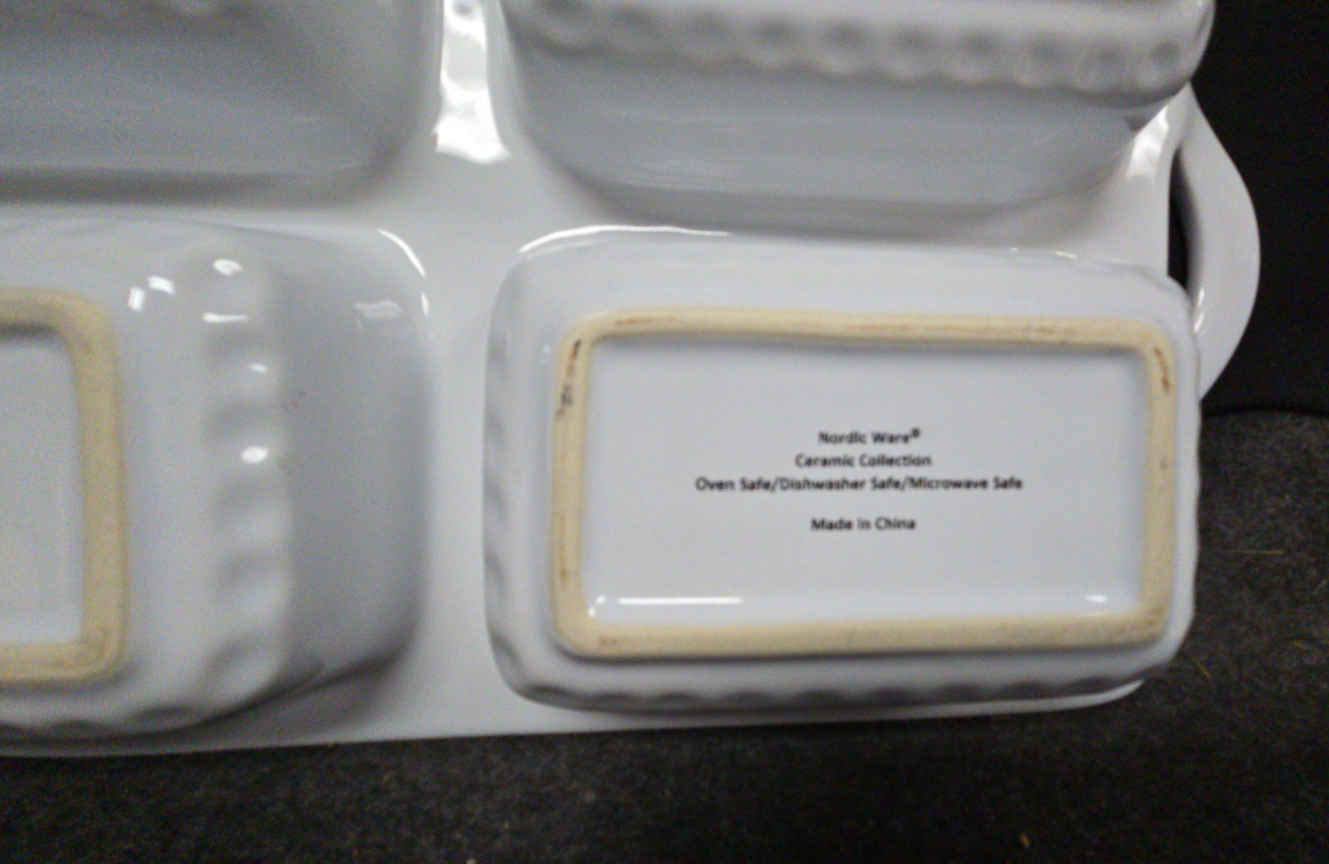 Nordic Ware®
Ceramic Collection
Oven Safe/Dishwasher Safe/Microwave Safe
Made in China